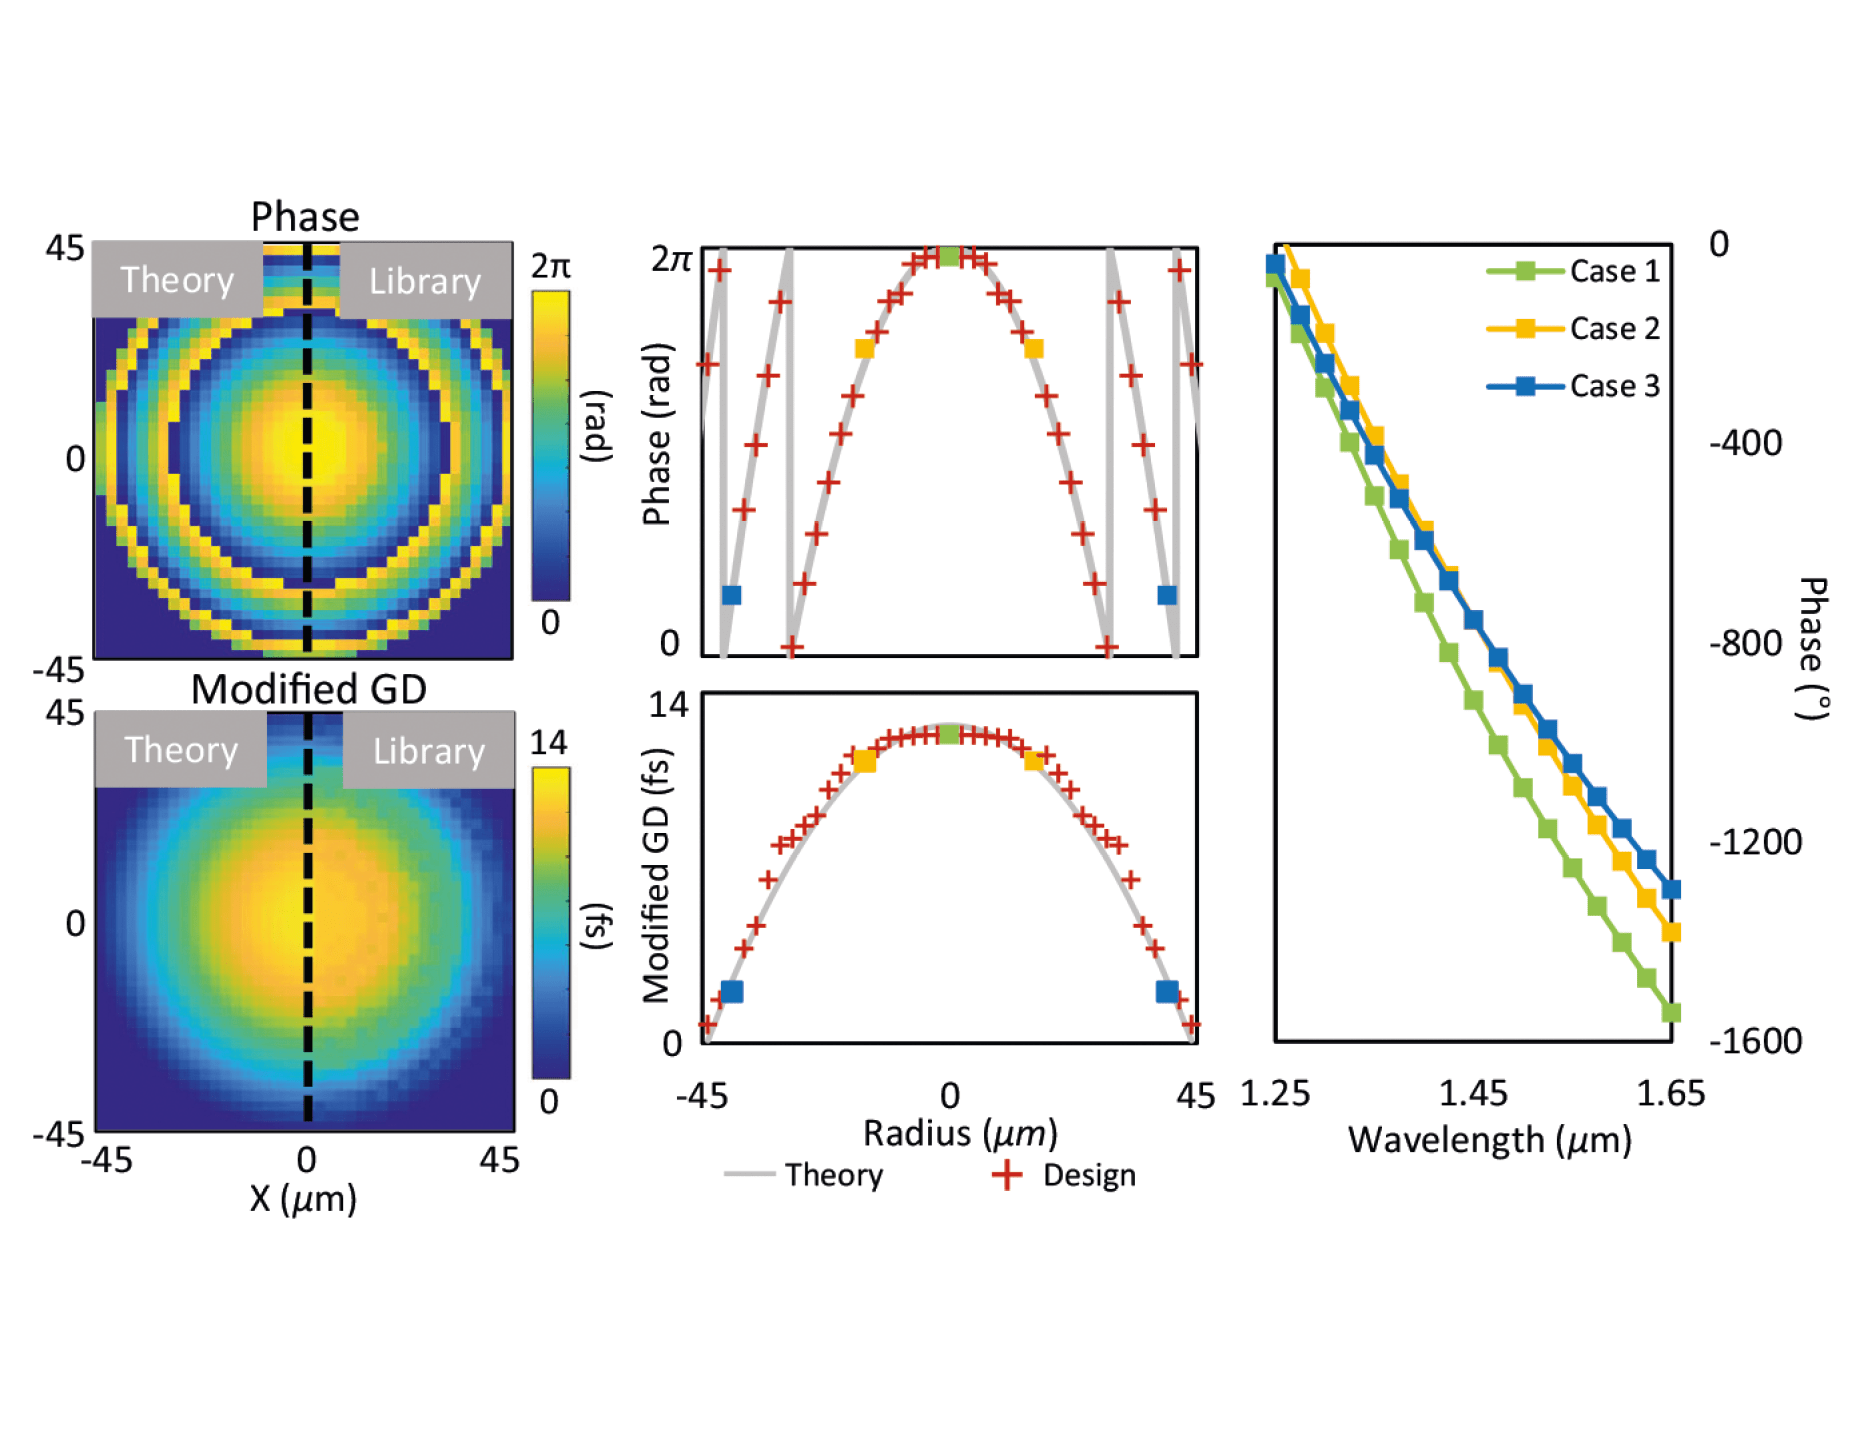 Phase
45
0
-45
Theory
Library
2π
(rad)
0
Modified GD
45
0
-45
Theory
Library
14
(fs)
0
-45 0 45
X (μm)
2π
Phase (rad)
0
14
Modified GD (fs)
0
-45 0 45
Radius (μm)
Theory
Design
Case 1
Case 2
Case 3
0
-400
-800
-1200
-1600
Phase (°)
1.25 1.45 1.65
Wavelength (μm)